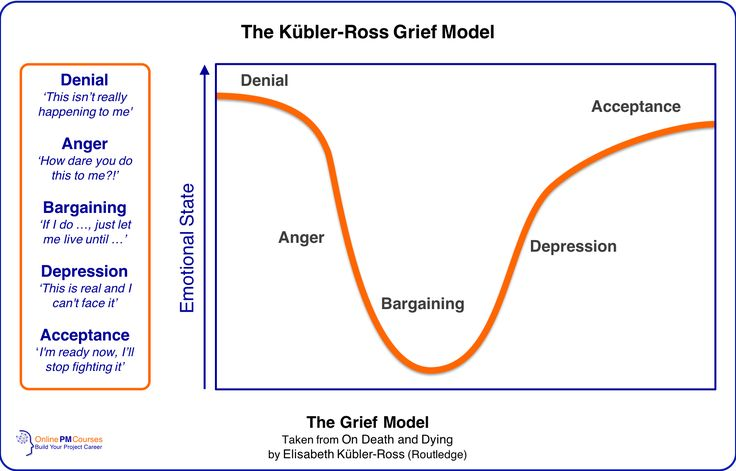 The Kübler-Ross Grief Model
Denial
‘This isn’t really
happening to me’
Anger
‘How dare you do
this to me?!’
Bargaining
‘If I do …, just let
me live until …’
Depression
‘This is real and I
can't face it’
Acceptance
‘I'm ready now, I’ll
stop fighting it’
Emotional State
Denial
Anger
Bargaining
Depression
Acceptance
The Grief Model
Taken from On Death and Dying
by Elisabeth Kübler-Ross (Routledge)
Online PM Courses
Build Your Project Career